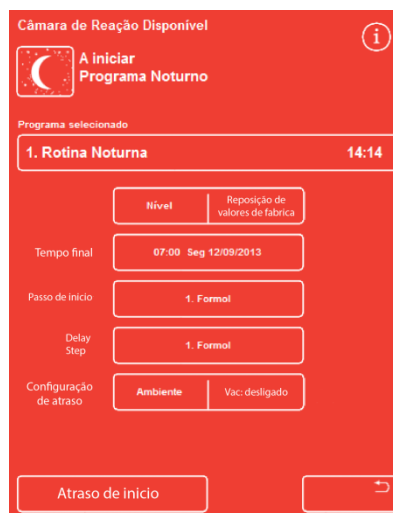 Câmara de Reação Disponível
i
A iniciar
Programa Noturno
Programa selecionado
1. Rotina Noturna 14:14
Nível
Reposição de
valores de fabrica
Tempo final
07:00 Seg 12/09/2013
Passo de inicio
1. Formol
Delay
Step
1. Formol
Configuração
de atraso
Ambiente
Vac: desligado
Atraso de inicio